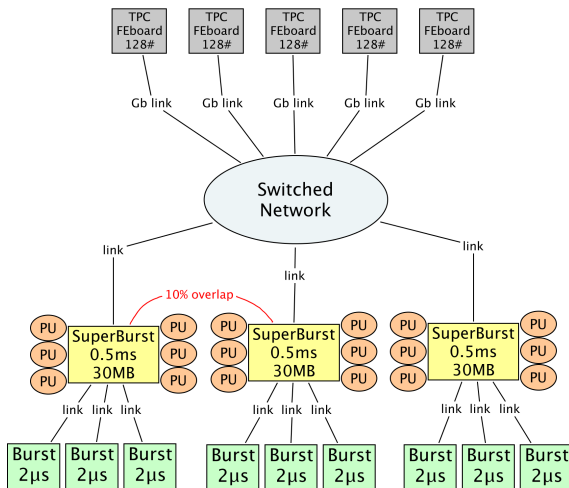 TPC
FEboard
128#
TPC
FEboard
128#
TPC
FEboard
128#
TPC
FEboard
128#
TPC
FEboard
128#
Gb link
Gb link
Gb link
Gb link
Gb link
Switched
Network
link
link
link
10% overlap
PU
PU
PU
SuperBurst
0.5ms
30MB
PU
PU
PU
PU
PU
PU
SuperBurst
0.5ms
30MB
PU
PU
PU
PU
PU
PU
SuperBurst
0.5ms
30MB
PU
PU
PU
link
link
link
link
link
link
link
link
link
Burst
2µs
Burst
2µs
Burst
2µs
Burst
2µs
Burst
2µs
Burst
2µs
Burst
2µs
Burst
2µs
Burst
2µs